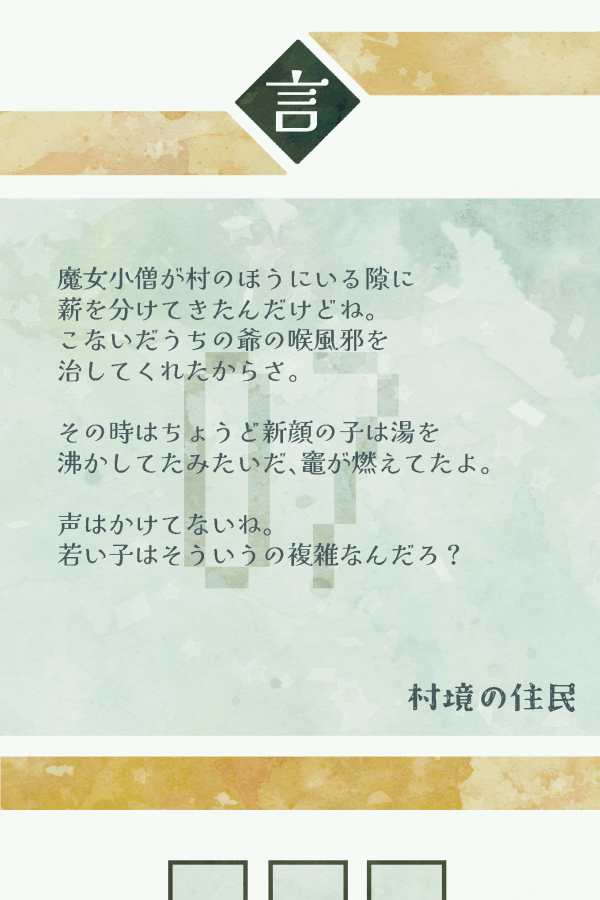 言
魔女小僧が村のほうにいる隙に
薪を分けてきたんだけどね。
こないだうちの爺の喉風邪を
治してくれたからさ。
その時はちょうど新顔の子は湯を
沸かしてたみたいだ、竈が燃えてたよ。
声はかけてないね。
若い子はそういうの複雑なんだろ？
07
村境の住民